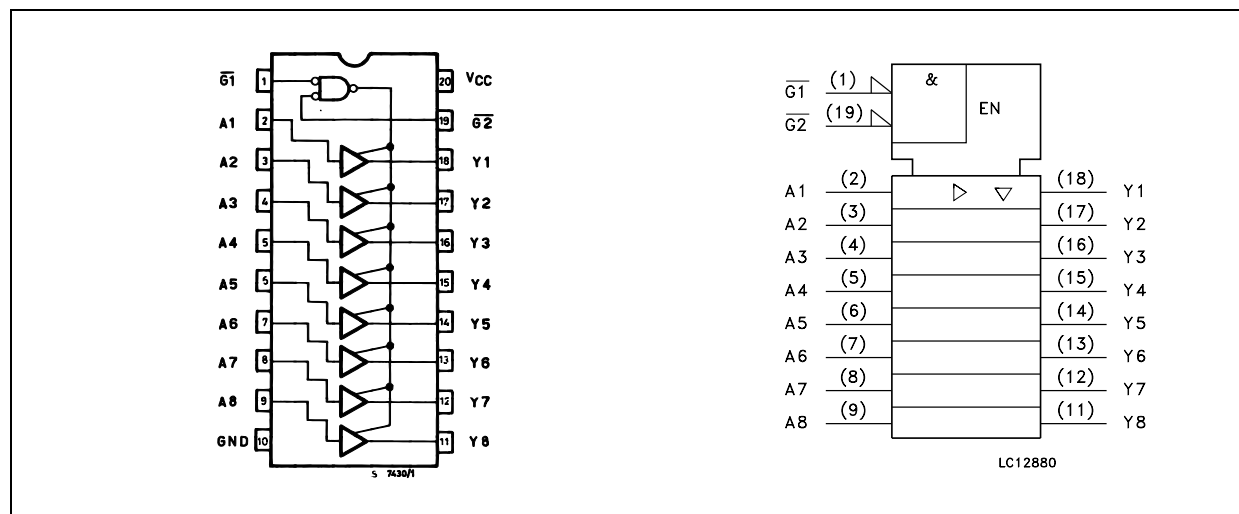 G1 1 20 VCC
A1 2 19 G2
A2 3 18 Y1
A3 4 17 Y2
A4 5 16 Y3
A5 6 15 Y4
A6 7 14 Y5
A7 8 13 Y6
A8 9 12 Y7
GND 10 11 Y8
S 7430/1
G1 (1) & EN
G2 (19)
A1 (2) (18) Y1
A2 (3) (17) Y2
A3 (4) (16) Y3
A4 (5) (15) Y4
A5 (6) (14) Y5
A6 (7) (13) Y6
A7 (8) (12) Y7
A8 (9) (11) Y8
LC12880